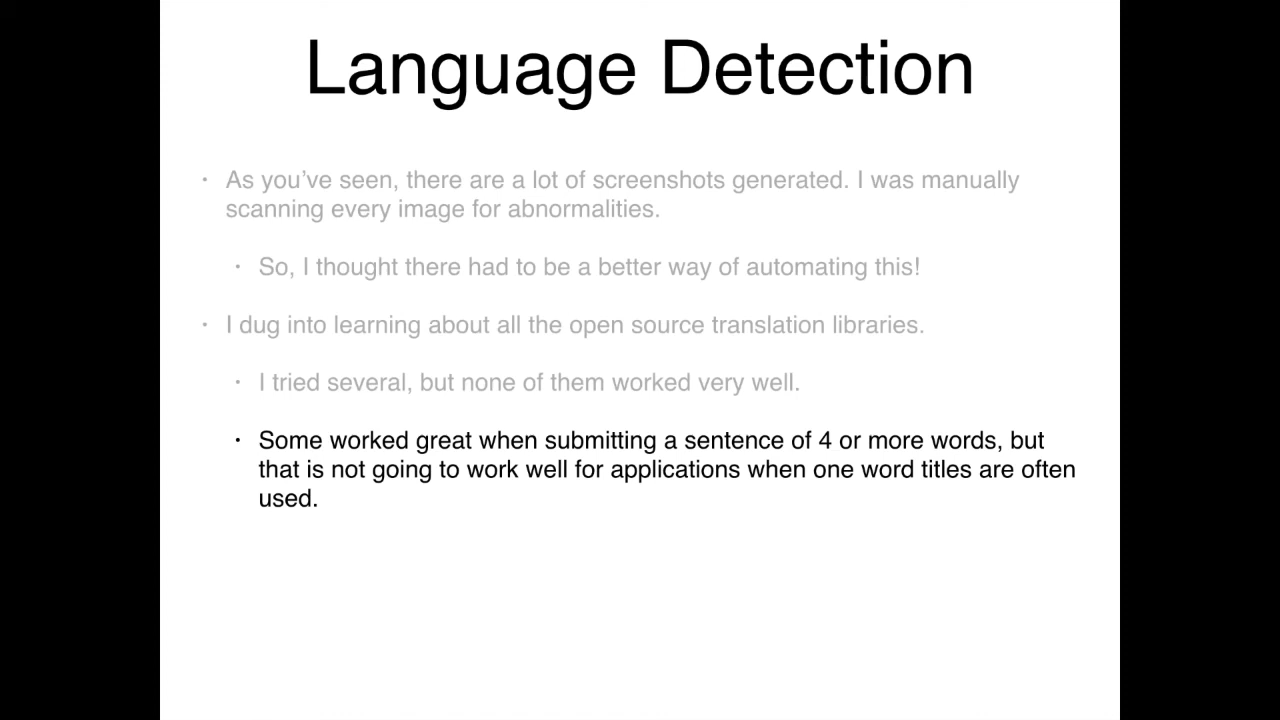 Language Detection
• As you’ve seen, there are a lot of screenshots generated. I was manually
scanning every image for abnormalities.
• So, I thought there had to be a better way of automating this!
• I dug into learning about all the open source translation libraries.
• I tried several, but none of them worked very well.
• Some worked great when submitting a sentence of 4 or more words, but
that is not going to work well for applications when one word titles are often
used.